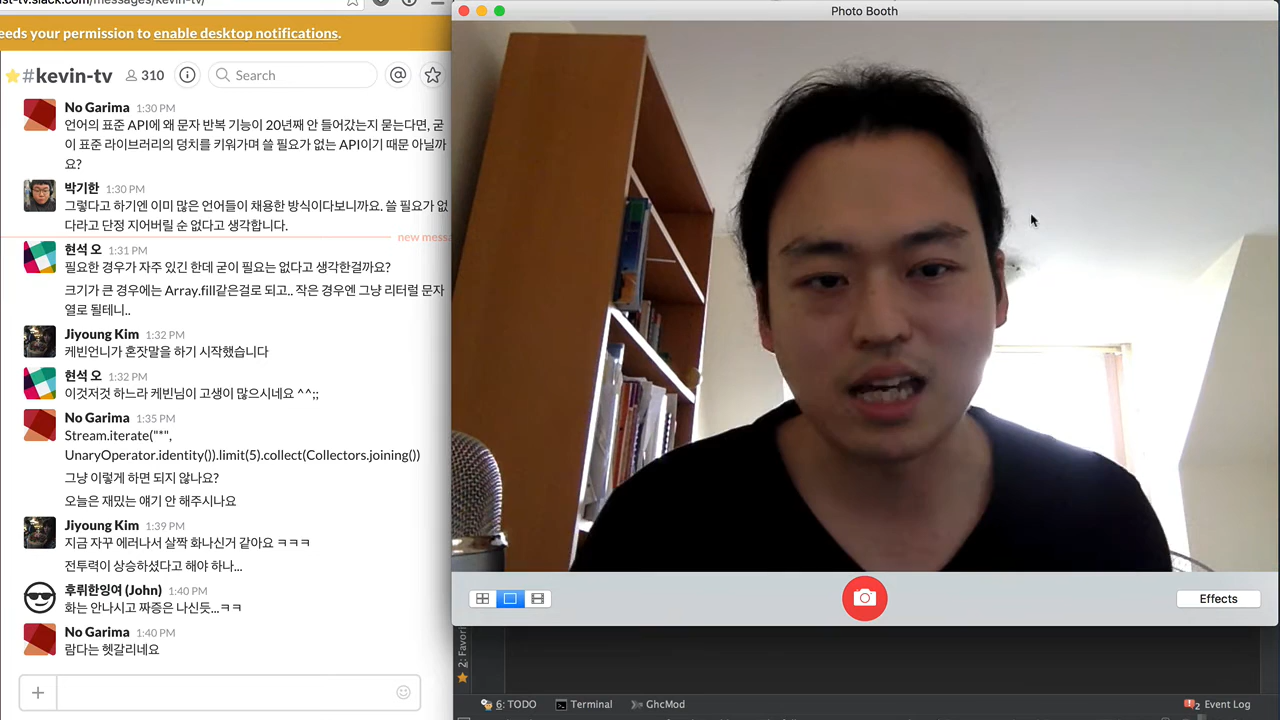 st-tv.slack.com/messages/kevin-tv/
eeds your permission to enable desktop notifications.
#kevin-tv 310 Search
No Garima 1:30 PM
언어의 표준 API에 왜 문자 반복 기능이 20년째 안 들어갔는지 묻는다면, 굳
이 표준 라이브러리의 덩치를 키워가며 쓸 필요가 없는 API이기 때문 아닐까
요?
박기한 1:30 PM
그렇다고 하기엔 이미 많은 언어들이 채용한 방식이다보니까요. 쓸 필요가 없
다라고 단정 지어버릴 순 없다고 생각합니다.
new messa
현석 오 1:31 PM
필요한 경우가 자주 있긴 한데 굳이 필요는 없다고 생각한걸까요?
크기가 큰 경우에는 Array.fill같은걸로 되고.. 작은 경우엔 그냥 리터럴 문자
열로 될테니..
Jiyoung Kim 1:32 PM
케빈언니가 혼잣말을 하기 시작했습니다
현석 오 1:32 PM
이것저것 하느라 케빈님이 고생이 많으시네요 ^^;;
No Garima 1:35 PM
Stream.iterate("*",
UnaryOperator.identity()).limit(5).collect(Collectors.joining())
그냥 이렇게 하면 되지 않나요?
오늘은 재밌는 얘기 안 해주시나요
Jiyoung Kim 1:39 PM
지금 자꾸 에러나서 살짝 화나신거 같아요 ㅋㅋㅋ
전투력이 상승하셨다고 해야 하나...
후뤼한잉여 (John) 1:40 PM
화는 안나시고 짜증은 나신듯...ㅋㅋ
No Garima 1:40 PM
람다는 헷갈리네요
Photo Booth
Effects
2: Favori
6: TODO Terminal GhcMod 2 Event Log